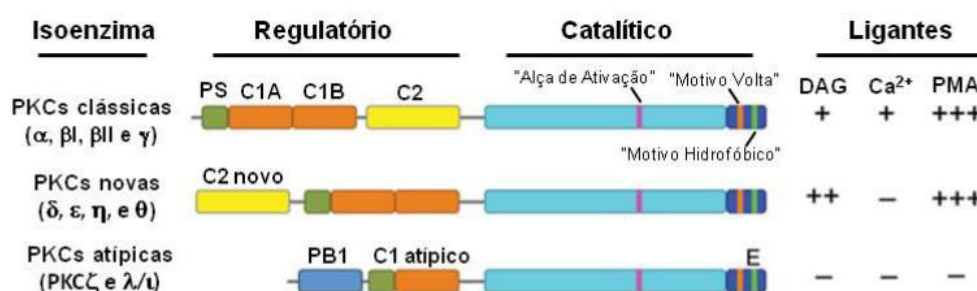 Isoenzima Regulatório Catalítico Ligantes
"Alça de Ativação" "Motivo Volta" DAG Ca²⁺ PMA
PS C1A C1B C2
PKCs clássicas + + +++
(α, βI, βII e γ)
"Motivo Hidrofóbico"
C2 novo
PKCs novas ++ – +++
(δ, ε, η, e θ)
PKCs atípicas PB1 C1 atípico E
(PKCζ e λ/ι) – – –